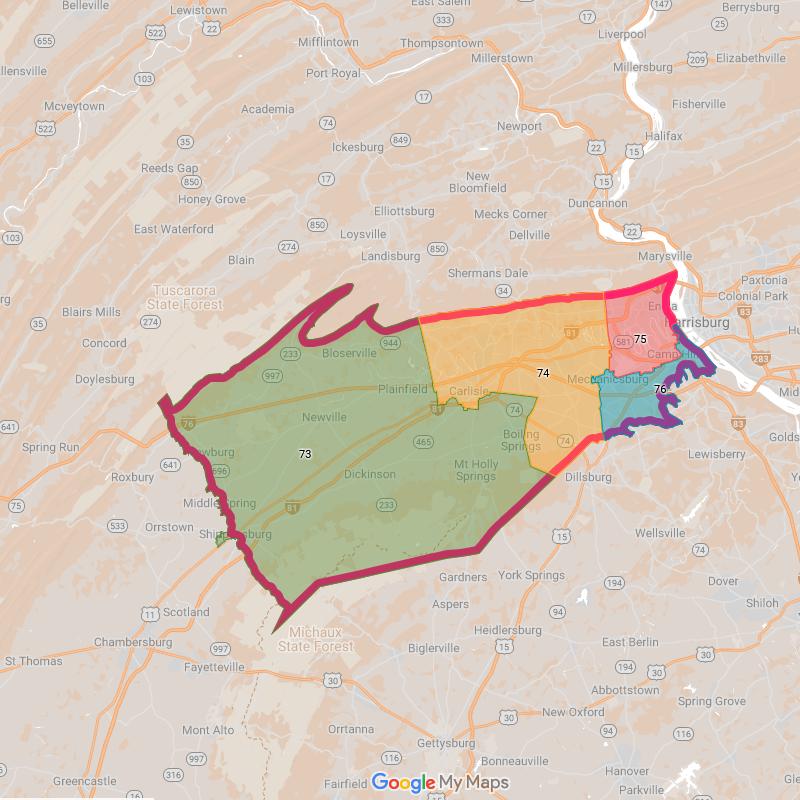 Belleville
Lewistown
East Salem
147
Berrysburg
17
333
522
22
Liverpool
655
Mifflintown
Thompsontown
209
Elizabethville
Millerstown
Millersburg
103
Port Royal
Mcveytown
17
Fisherville
Academia
522
74
Newport
Halifax
35
849
22
15
Ickesburg
Reeds Gap
850
17
New
Bloomfield
15
Honey Grove
Duncannon
Elliottsburg
Mecks Corner
850
East Waterford
Loysville
Dellville
22
103
274
850
Blain
Landisburg
Marysville
Shermans Dale
Paxtonia
Tuscarora
State Forest
34
Colonial Park
Blairs Mills
Enola
83
35
274
Harrisburg
81
Concord
944
581
75
233
Bloserville
Camp Hill
283
Doylesburg
997
74
Mechanicsburg
Plainfield
Carlisle
76
641
76
Newville
81
74
83
Spring Run
Boiling
Springs
73
465
74
Lewisberry
641
696
Mt Holly
Springs
Roxbury
Dickinson
Dillsburg
75
Middle Spring
233
81
533
Orrstown
Shippensburg
15
Wellsville
74
Gardners
York Springs
194
Dover
11
Scotland
Aspers
94
Shiloh
Michaux
State Forest
Heidlersburg
Chambersburg
997
Biglerville
15
East Berlin
St Thomas
30
Fayetteville
194
30
Abbottstown
Spring Grove
New Oxford
30
Mont Alto
Orrtanna
94
116
Gettysburg
997
116
Bonneauville
316
Hanover
Greencastle
Fairfield
Google My Maps
Parkville